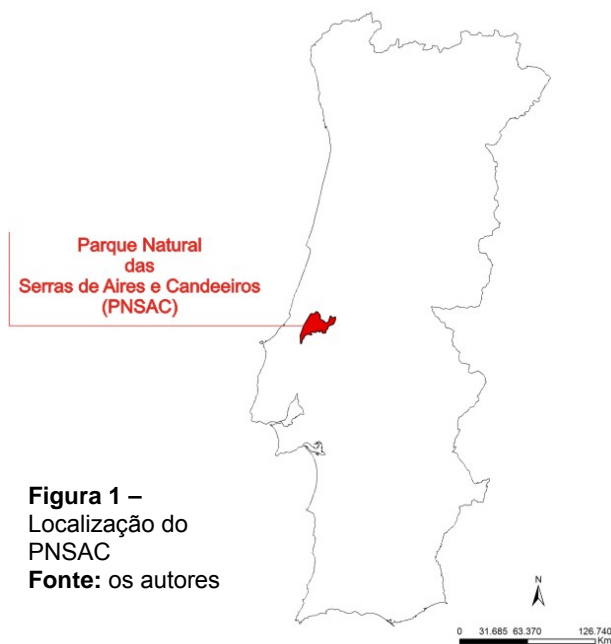 Parque Natural
das
Serras de Aires e Candeeiros
(PNSAC)
Figura 1 –
Localização do
PNSAC
Fonte: os autores
N
0 31.685 63.370 126.740
Km